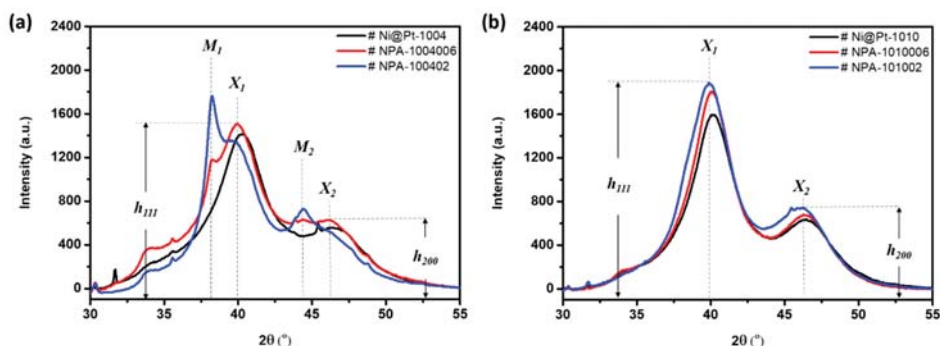 (a)
Intensity (a.u.)
2400
2000
1600
1200
800
400
0
30 35 40 45 50 55
2θ (°)
M1
X1
M2
X2
h111
h200
# Ni@Pt-1004
# NPA-1004006
# NPA-100402
(b)
Intensity (a.u.)
2400
2000
1600
1200
800
400
0
30 35 40 45 50 55
2θ (°)
X1
X2
h111
h200
# Ni@Pt-1010
# NPA-1010006
# NPA-101002